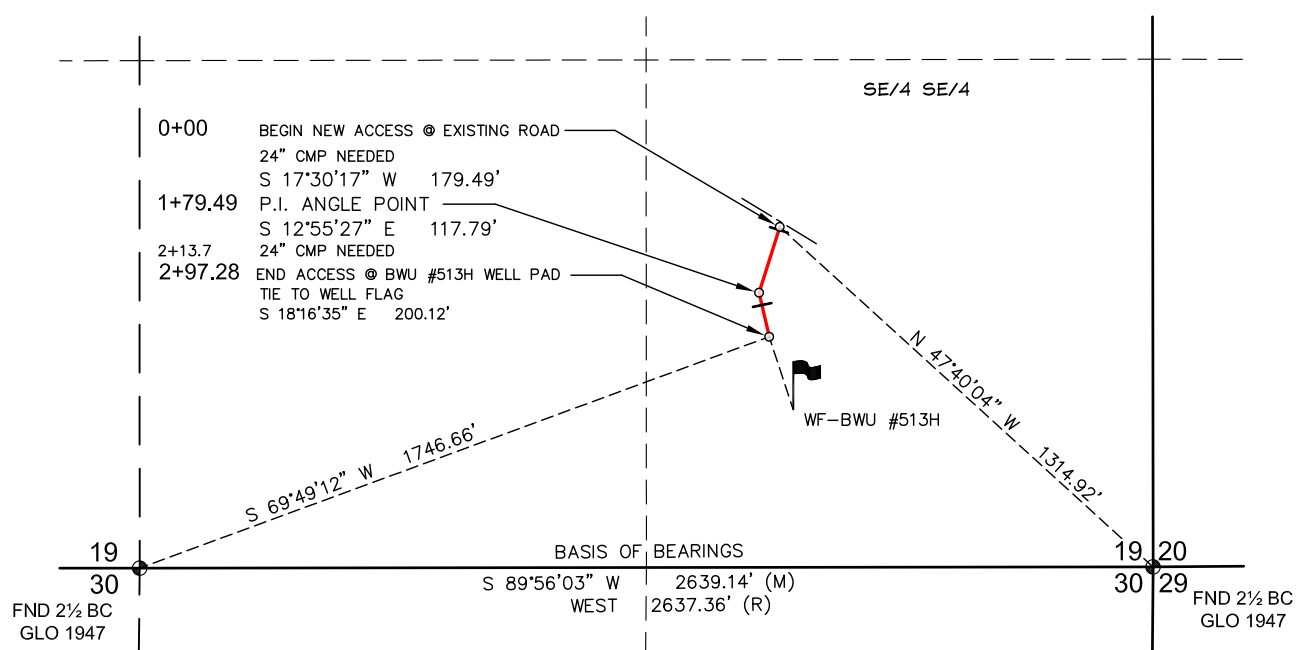 SE/4 SE/4
0+00 BEGIN NEW ACCESS @ EXISTING ROAD
24" CMP NEEDED
S 17°30'17" W 179.49'
1+79.49 P.I. ANGLE POINT
S 12°55'27" E 117.79'
2+13.7 24" CMP NEEDED
2+97.28 END ACCESS @ BWU #513H WELL PAD
TIE TO WELL FLAG
S 18°16'35" E 200.12'
N 47°40'04" W 1314.92'
WF-BWU #513H
S 69°49'12" W 1746.66'
BASIS OF BEARINGS
S 89°56'03" W 2639.14' (M)
WEST 2637.36' (R)
19
30
FND 2½ BC
GLO 1947
19 20
30 29
FND 2½ BC
GLO 1947